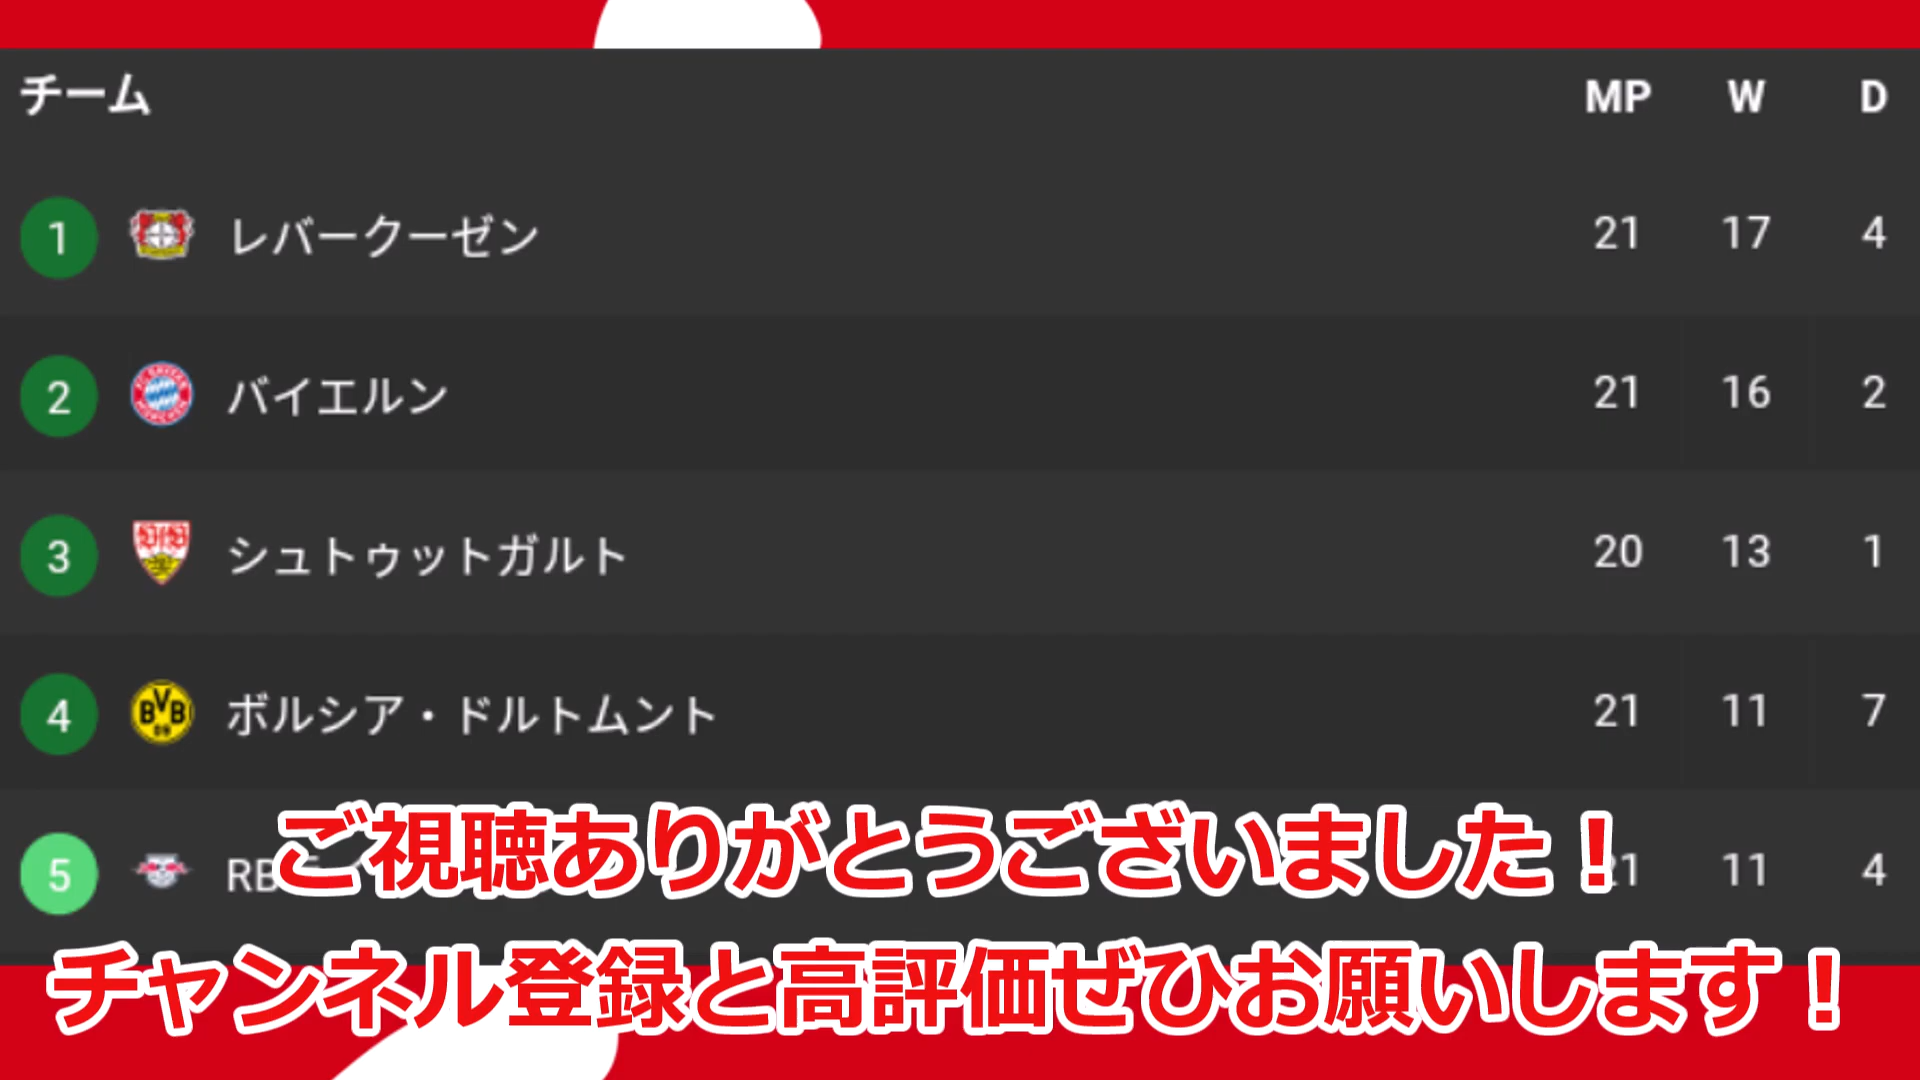 チーム MP W D
1 レバークーゼン 21 17 4
2 バイエルン 21 16 2
3 シュトゥットガルト 20 13 1
4 BVB 09 ボルシア・ドルトムント 21 11 7
5 RB 21 11 4
ご視聴ありがとうございました！
チャンネル登録と高評価ぜひお願いします！